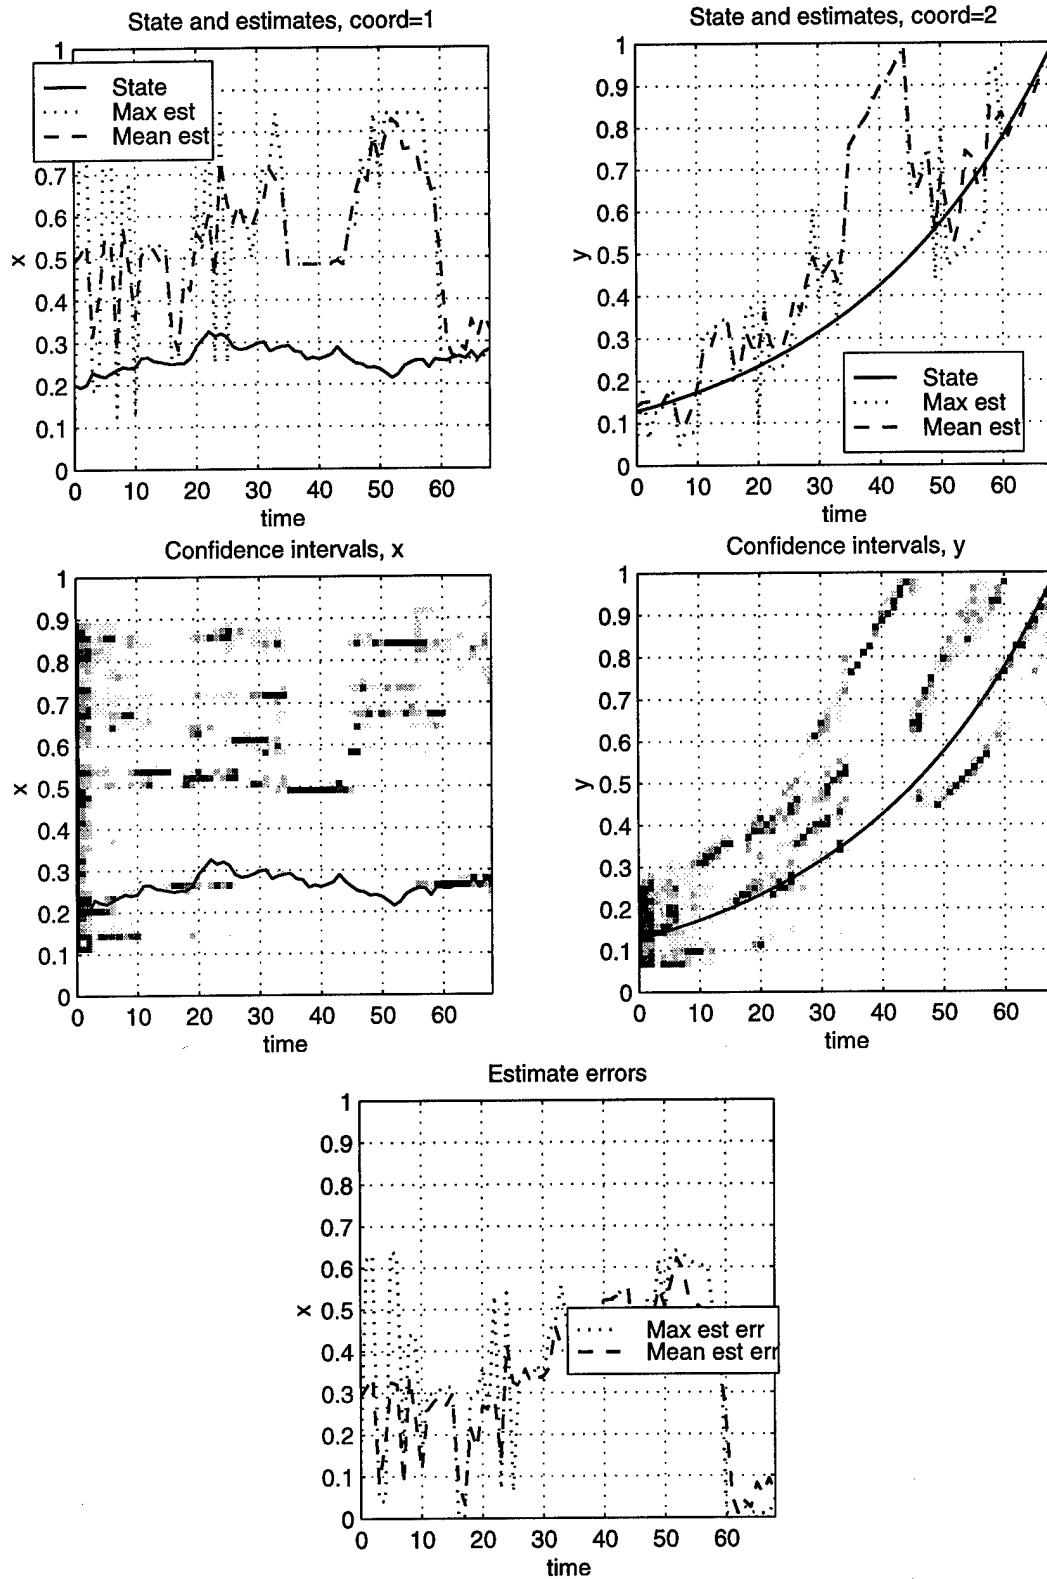 State and estimates, coord=1
1
State
Max est
Mean est
0.7
0.6
0.5
0.4
0.3
0.2
0.1
0
x
0 10 20 30 40 50 60
time
State and estimates, coord=2
1
0.9
0.8
0.7
0.6
0.5
0.4
0.3
0.2
0.1
0
y
State
Max est
Mean est
0 10 20 30 40 50 60
time
Confidence intervals, x
1
0.9
0.8
0.7
0.6
0.5
0.4
0.3
0.2
0.1
0
x
0 10 20 30 40 50 60
time
Confidence intervals, y
1
0.9
0.8
0.7
0.6
0.5
0.4
0.3
0.2
0.1
0
y
0 10 20 30 40 50 60
time
Estimate errors
1
0.9
0.8
0.7
0.6
0.5
0.4
0.3
0.2
0.1
0
x
Max est err
Mean est err
0 10 20 30 40 50 60
time